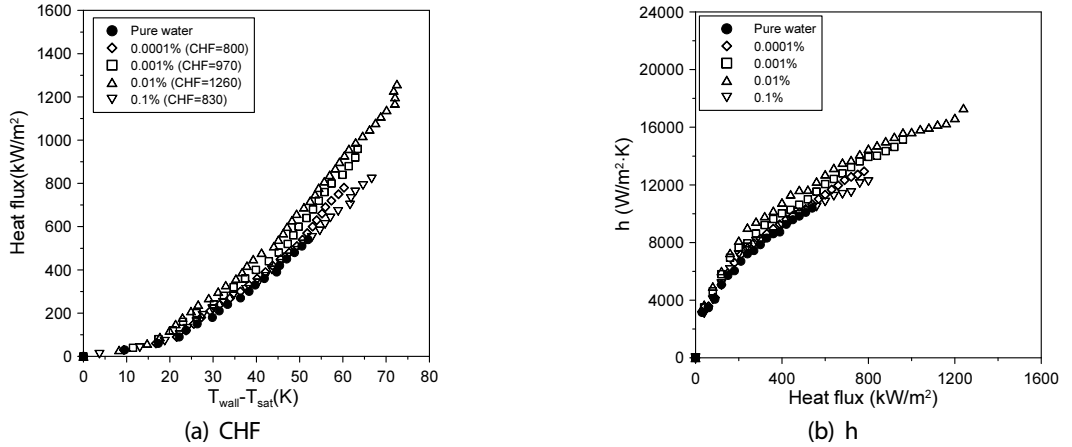 1600
1400
1200
1000
800
600
400
200
0
Heat flux(kW/m²)
Pure water
0.0001% (CHF=800)
0.001% (CHF=970)
0.01% (CHF=1260)
0.1% (CHF=830)
0 10 20 30 40 50 60 70 80
T_wall-T_sat(K)
(a) CHF
24000
20000
16000
12000
8000
4000
0
h (W/m²·K)
Pure water
0.0001%
0.001%
0.01%
0.1%
0 400 800 1200 1600
Heat flux (kW/m²)
(b) h